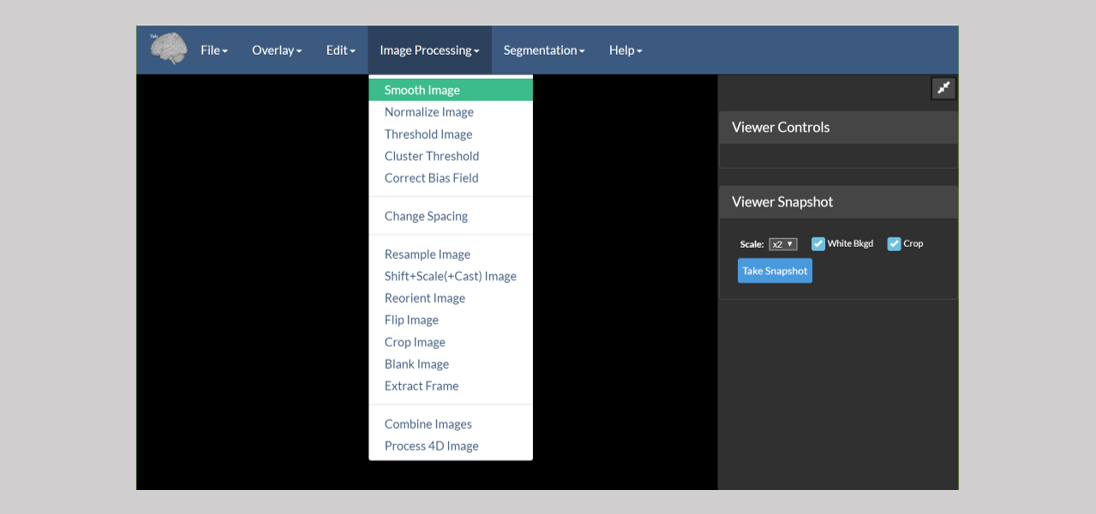 Yale
File Overlay Edit Image Processing Segmentation Help
Smooth Image
Normalize Image
Threshold Image
Cluster Threshold
Correct Bias Field
Change Spacing
Resample Image
Shift+Scale(+Cast) Image
Reorient Image
Flip Image
Crop Image
Blank Image
Extract Frame
Combine Images
Process 4D Image
Viewer Controls
Viewer Snapshot
Scale: x2 White Bkgd Crop
Take Snapshot